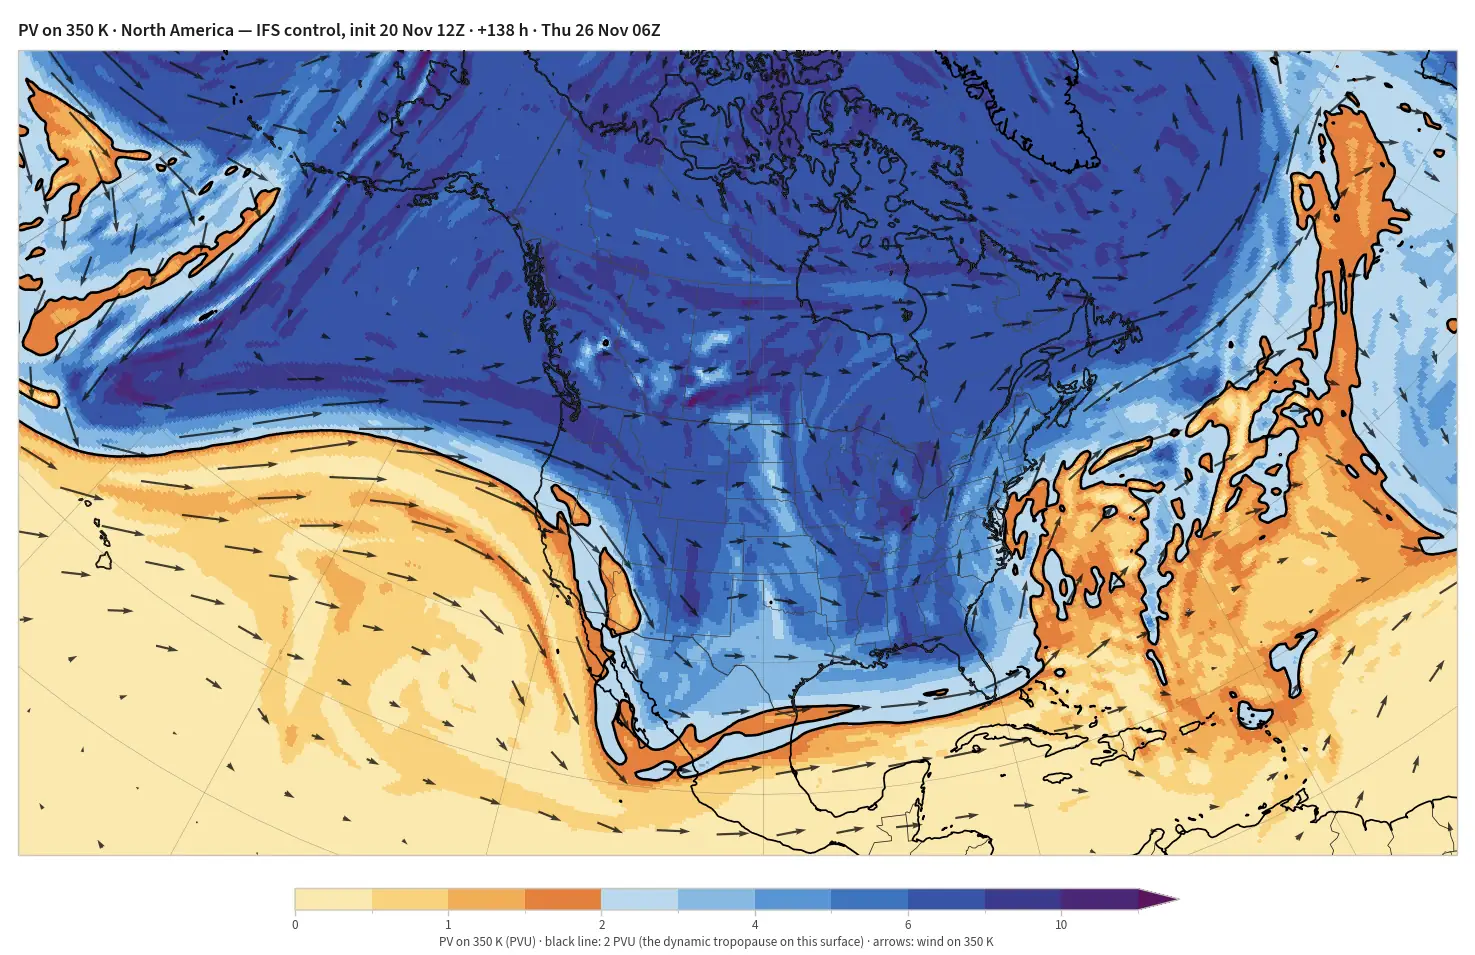 PV on 350 K · North America — IFS control, init 20 Nov 12Z · +138 h · Thu 26 Nov 06Z
0 1 2 4 6 10
PV on 350 K (PVU) · black line: 2 PVU (the dynamic tropopause on this surface) · arrows: wind on 350 K